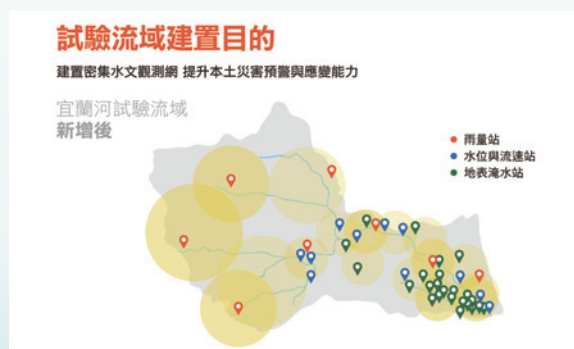 試驗流域建置目的
建置密集水文觀測網 提升本土災害預警與應變能力
宜蘭河試驗流域
新增後
雨量站
水位與流速站
地表淹水站